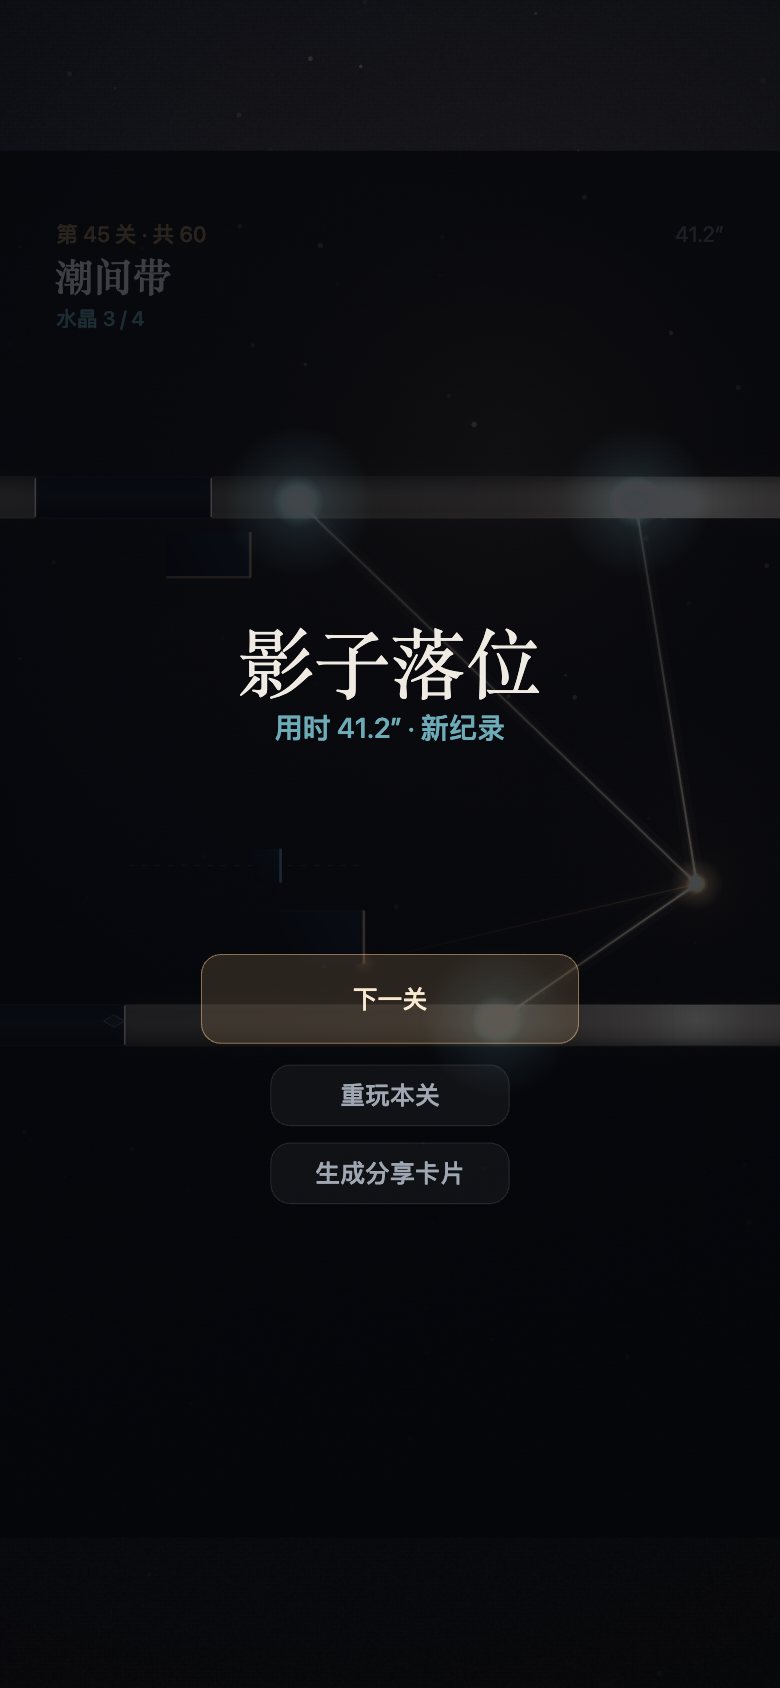 第 45 关 · 共 60
41.2″
潮间带
水晶 3 / 4
影子落位
用时 41.2″ · 新纪录
下一关
重玩本关
生成分享卡片